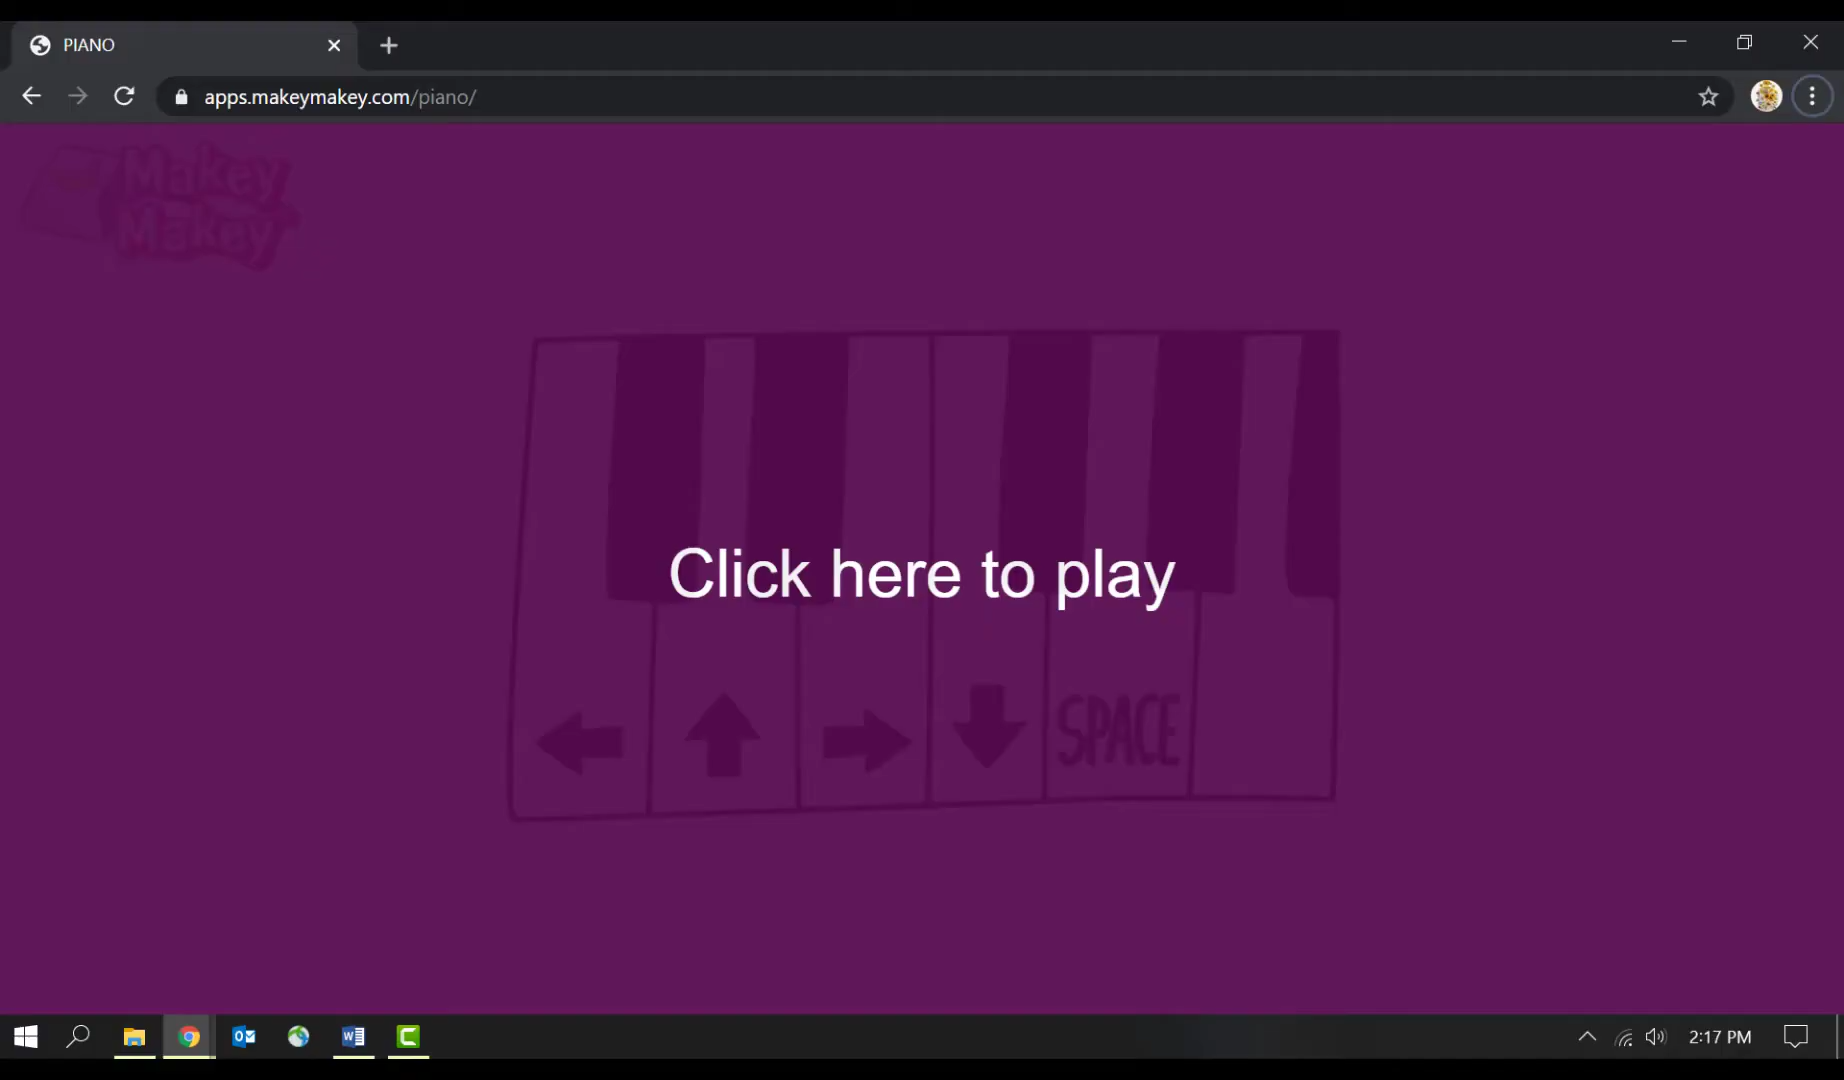 PIANO
apps.makeymakey.com/piano/
Makey
Makey
Click here to play
SPACE
2:17 PM